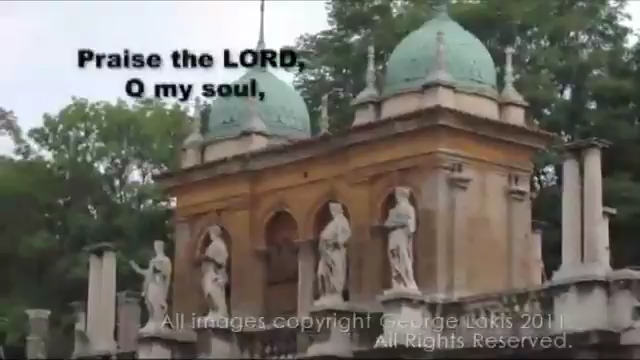 Praise the LORD,
O my soul,
All images copyright George Lakis 2011
All Rights Reserved.